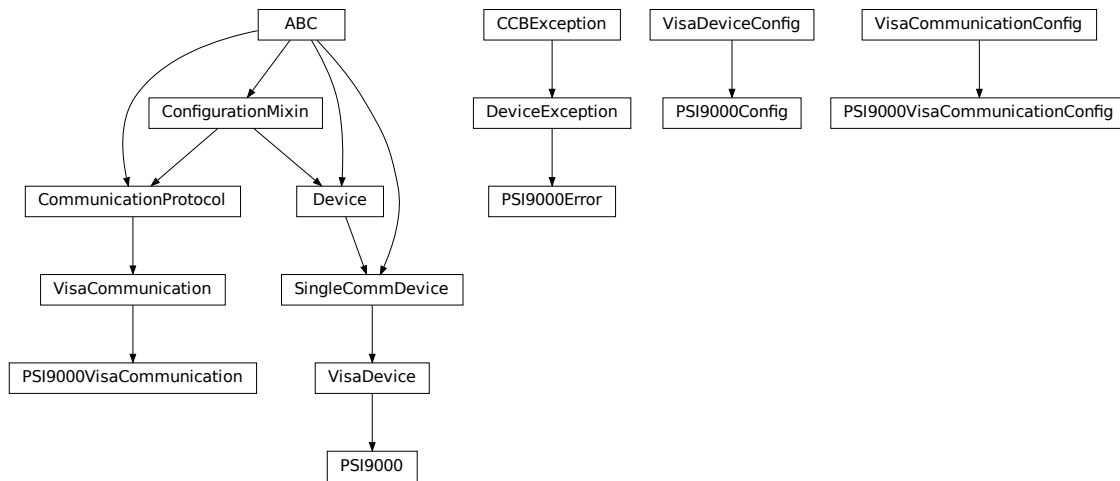 ABC
CCBException
VisaDeviceConfig
VisaCommunicationConfig
ConfigurationMixin
DeviceException
PSI9000Config
PSI9000VisaCommunicationConfig
CommunicationProtocol
Device
PSI9000Error
VisaCommunication
SingleCommDevice
PSI9000VisaCommunication
VisaDevice
PSI9000